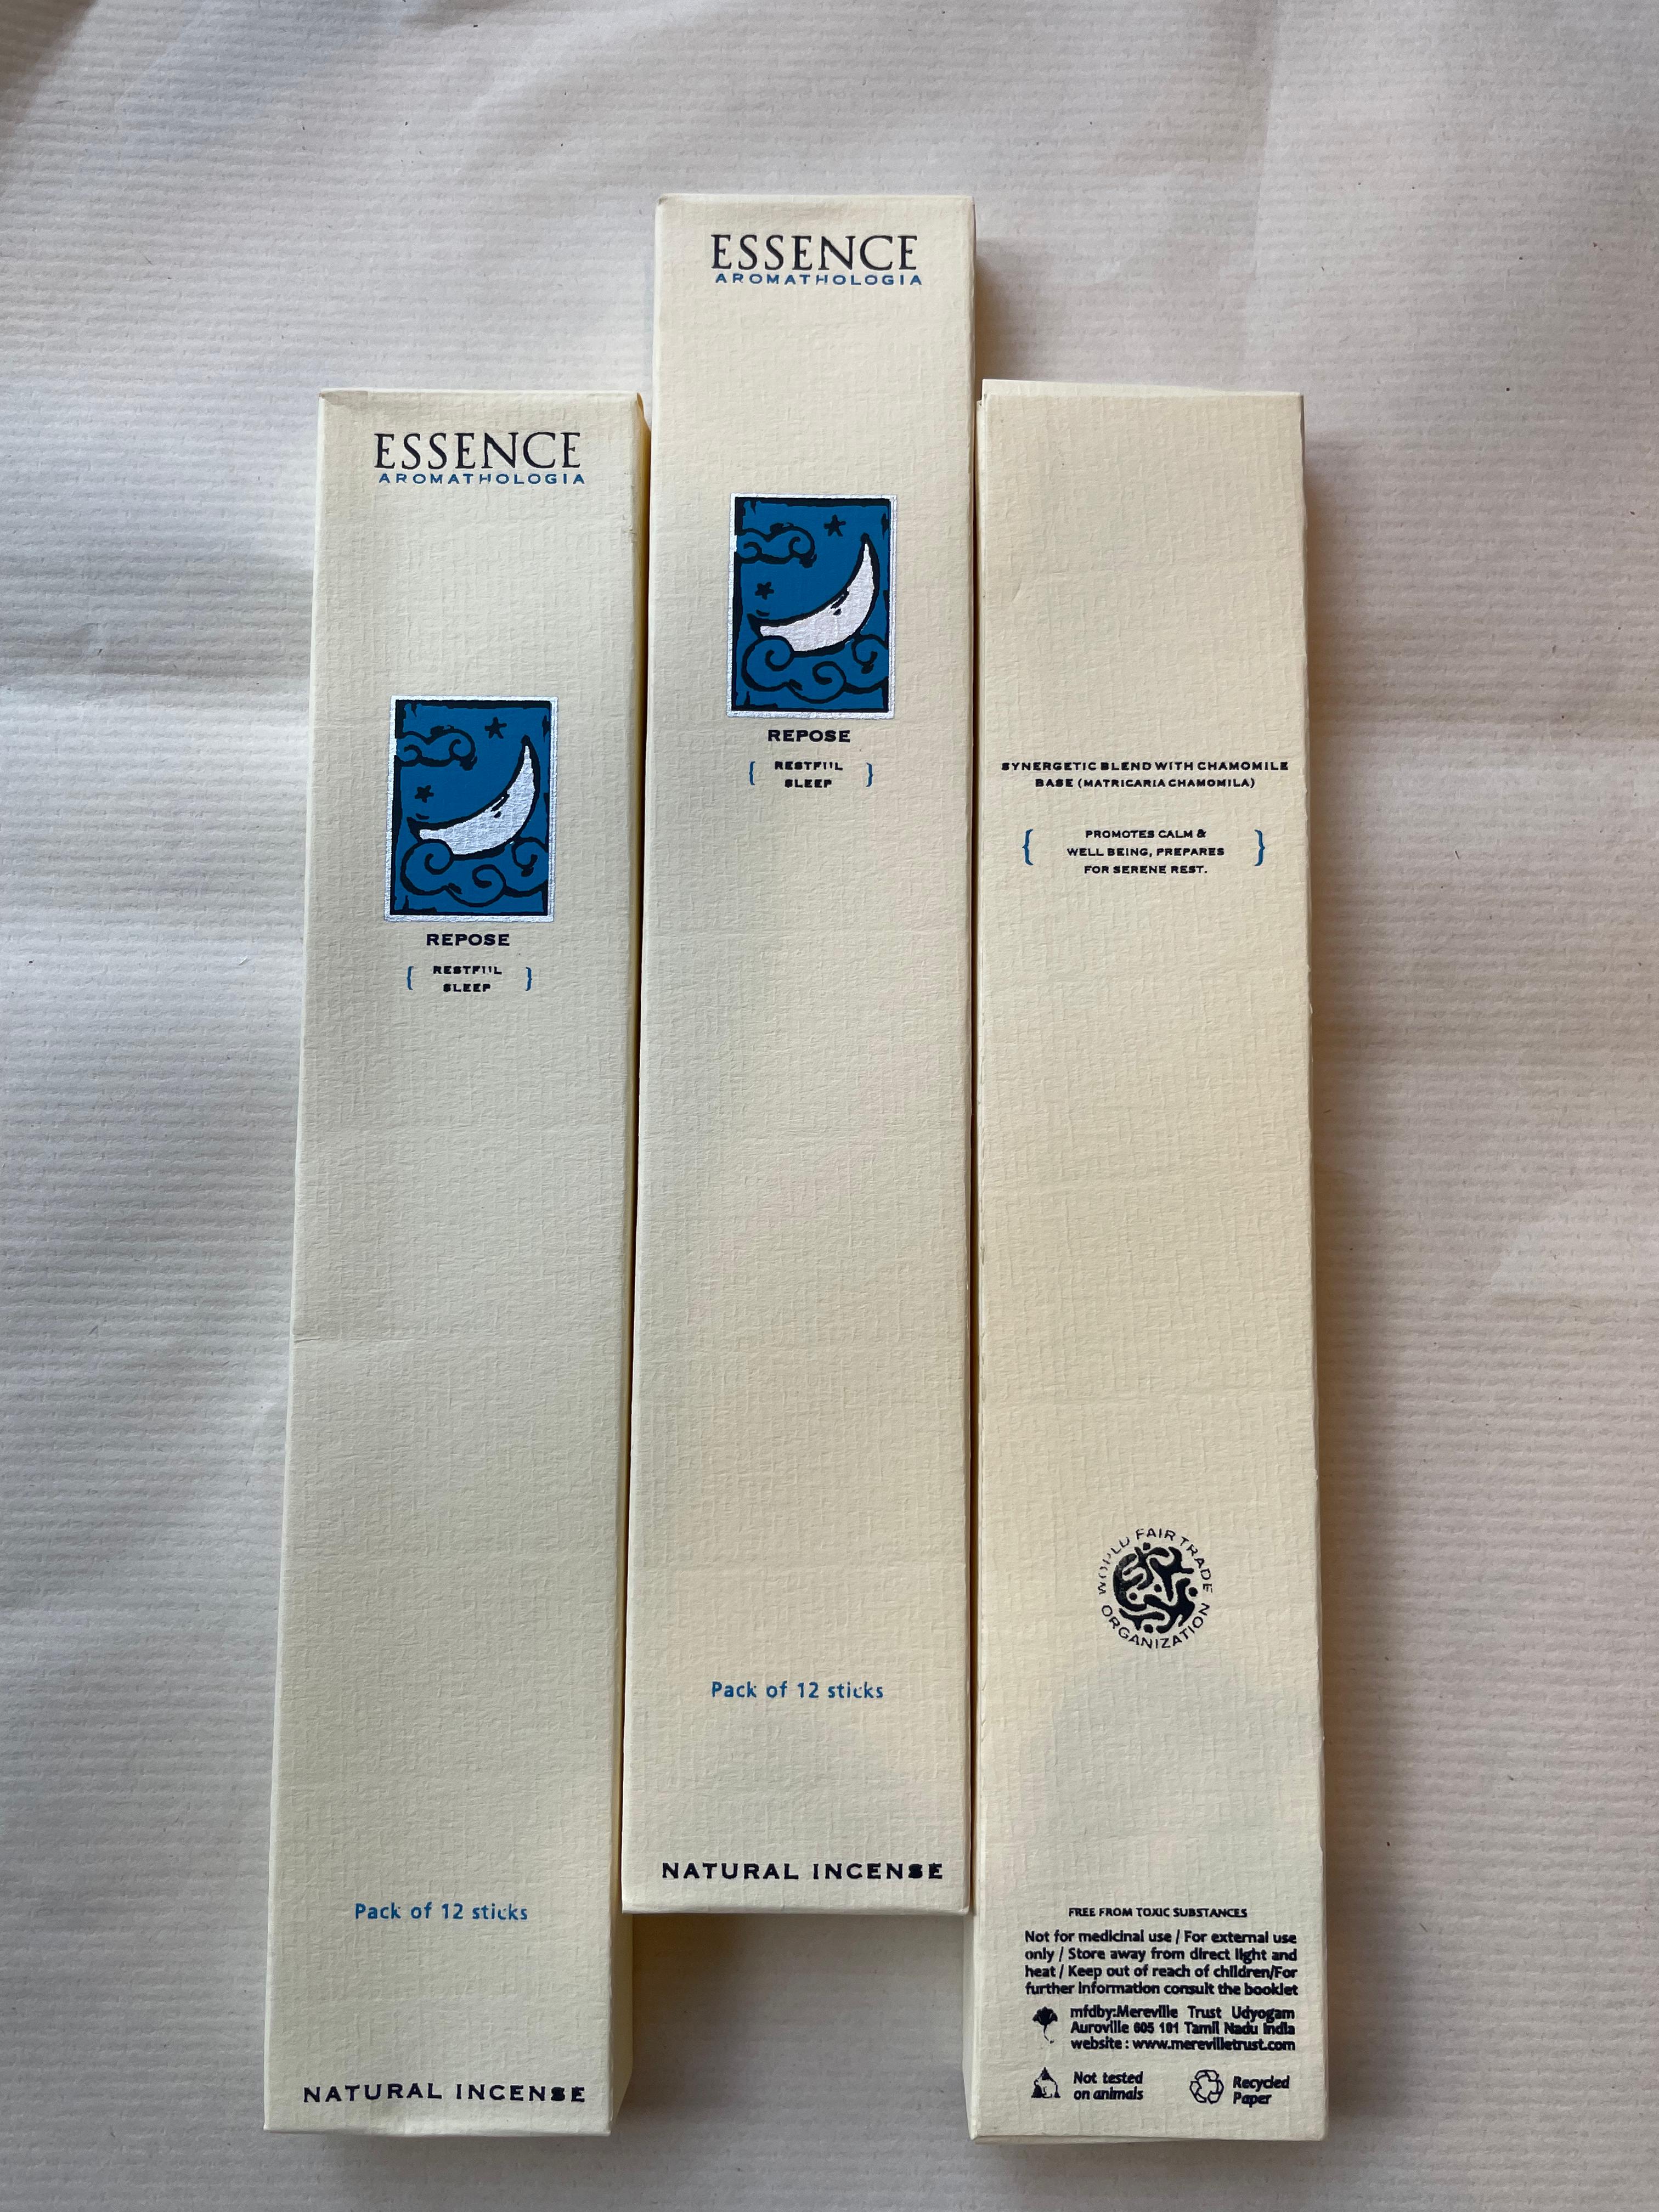 ESSENCE
AROMATHOLOGIA
REPOSE
{ RESTFUL
SLEEP }
Pack of 12 sticks
NATURAL INCENSE
ESSENCE
AROMATHOLOGIA
REPOSE
{ RESTFUL
SLEEP }
Pack of 12 sticks
NATURAL INCENSE
SYNERGETIC BLEND WITH CHAMOMILE
BASE (MATRICARIA CHAMOMILA)
{ PROMOTES CALM &
WELL BEING, PREPARES
FOR SERENE REST. }
WORLD FAIR TRADE
ORGANIZATION
FREE FROM TOXIC SUBSTANCES
Not for medicinal use / For external use
only / Store away from direct light and
heat / Keep out of reach of children/For
further information consult the booklet
mfdby:Mereville Trust Udyogam
Auroville 605 101 Tamil Nadu India
website : www.merevilletrust.com
Not tested
on animals
Recycled
Paper